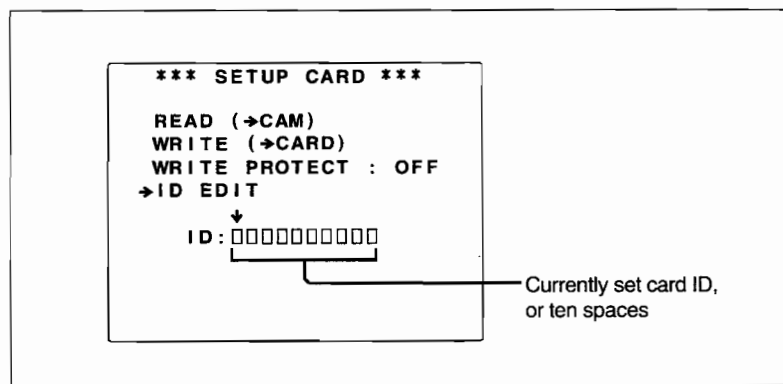 *** SETUP CARD ***
READ (→CAM)
WRITE (→CARD)
WRITE PROTECT : OFF
→ID EDIT
↓
ID:□□□□□□□□□□
Currently set card ID,
or ten spaces